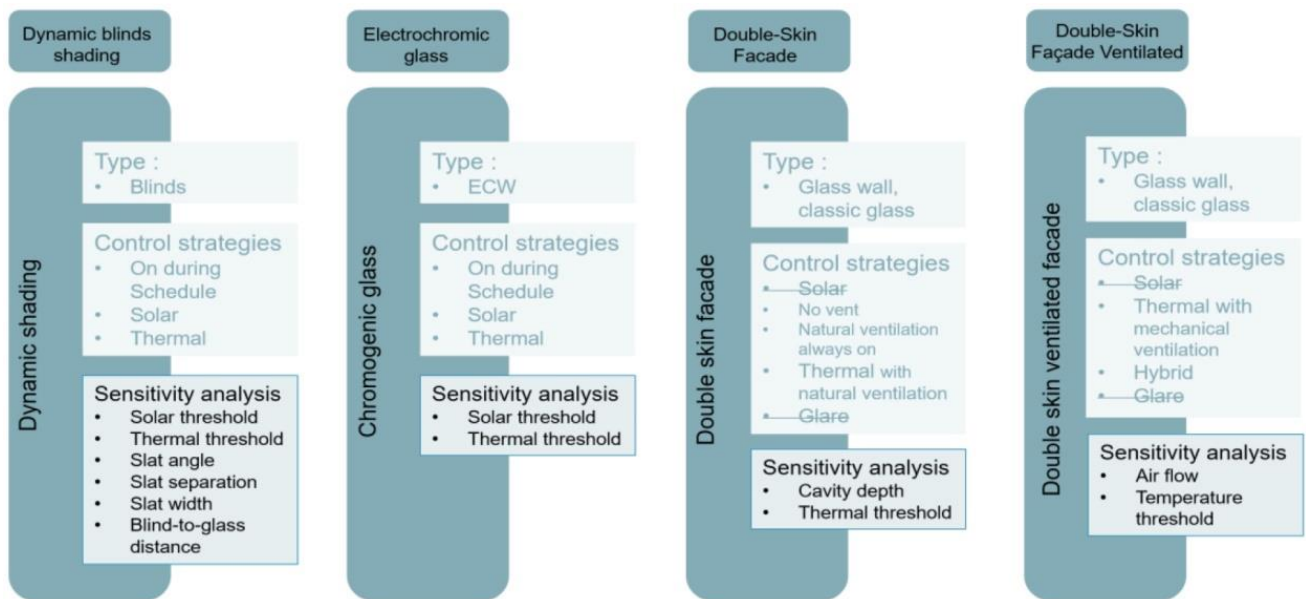 Dynamic blinds
shading
Dynamic shading
Type :
• Blinds
Control strategies
• On during
Schedule
• Solar
• Thermal
Sensitivity analysis
• Solar threshold
• Thermal threshold
• Slat angle
• Slat separation
• Slat width
• Blind-to-glass
distance
Electrochromic
glass
Chromogenic glass
Type :
• ECW
Control strategies
• On during
Schedule
• Solar
• Thermal
Sensitivity analysis
• Solar threshold
• Thermal threshold
Double-Skin
Facade
Double skin facade
Type :
• Glass wall,
classic glass
Control strategies
• Solar
• No vent
• Natural ventilation
always on
• Thermal with
natural ventilation
• Glare
Sensitivity analysis
• Cavity depth
• Thermal threshold
Double-Skin
Façade Ventilated
Double skin ventilated facade
Type :
• Glass wall,
classic glass
Control strategies
• Solar
• Thermal with
mechanical
ventilation
• Hybrid
• Glare
Sensitivity analysis
• Air flow
• Temperature
threshold